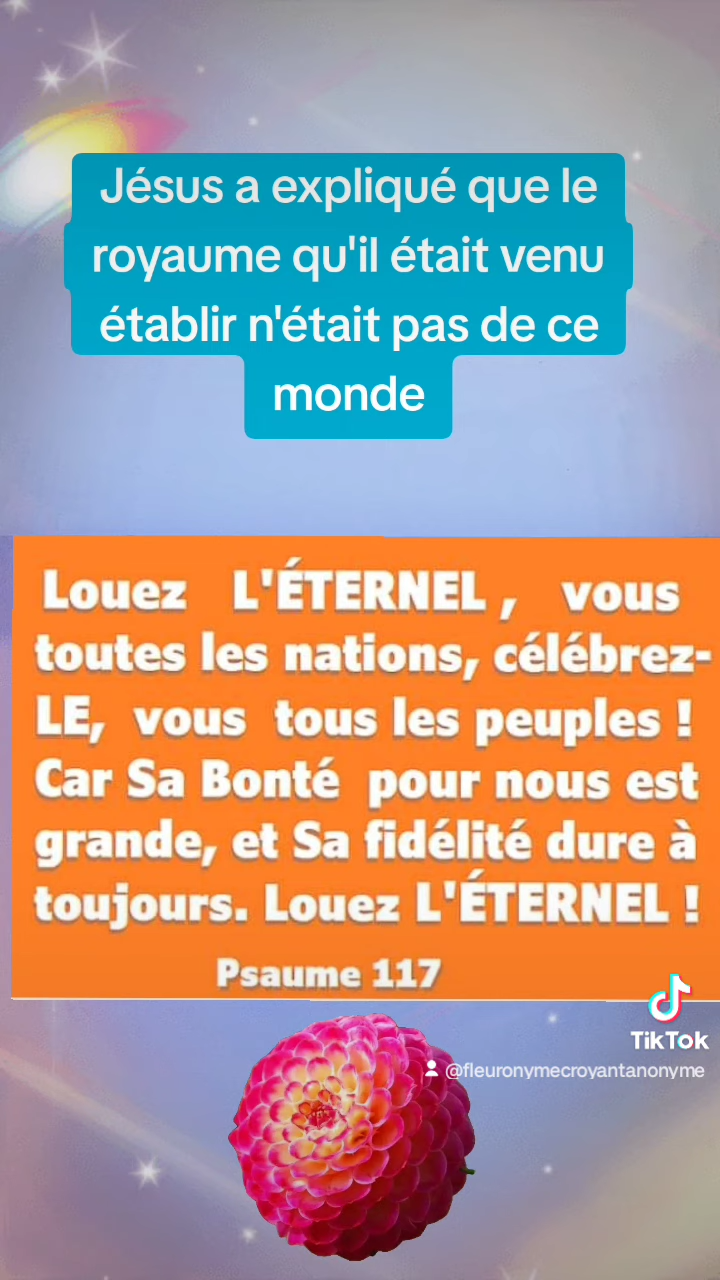 Jésus a expliqué que le
royaume qu'il était venu
établir n'était pas de ce
monde
Louez L'ÉTERNEL , vous
toutes les nations, célébrez-
LE, vous tous les peuples !
Car Sa Bonté pour nous est
grande, et Sa fidélité dure à
toujours. Louez L'ÉTERNEL !
Psaume 117
TikTok
@fleuronymecroyantanonyme